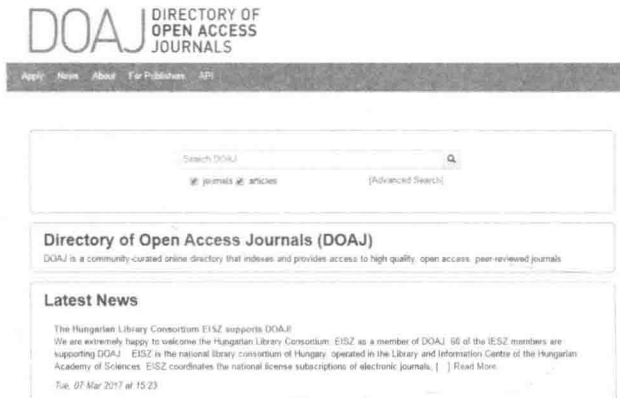 DOAJ DIRECTORY OF
OPEN ACCESS
JOURNALS
Apply News About For Publishers API
Search DOAJ
journals articles [Advanced Search]
Directory of Open Access Journals (DOAJ)
DOAJ is a community-curated online directory that indexes and provides access to high quality, open access, peer-reviewed journals
Latest News
The Hungarian Library Consortium EISZ supports DOAJ!
We are extremely happy to welcome the Hungarian Library Consortium, EISZ as a member of DOAJ. 60 of the IESZ members are
supporting DOAJ. EISZ is the national library consortium of Hungary, operated in the Library and Information Centre of the Hungarian
Academy of Sciences. EISZ coordinates the national license subscriptions of electronic journals, [ ] Read More.
Tue, 07 Mar 2017 at 15:23